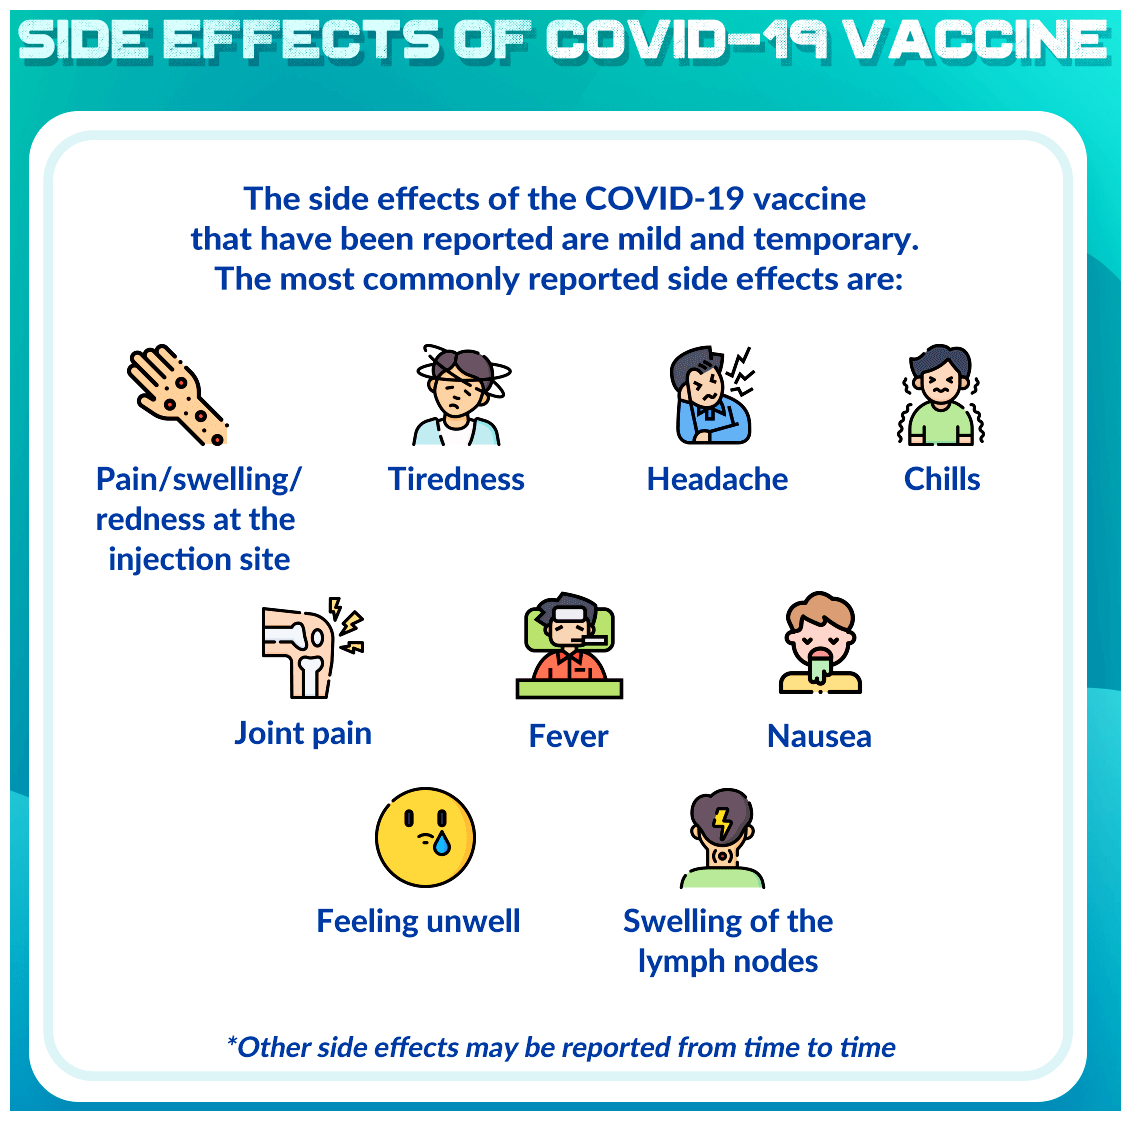 SIDE EFFECTS OF COVID-19 VACCINE
The side effects of the COVID-19 vaccine
that have been reported are mild and temporary.
The most commonly reported side effects are:
Pain/swelling/
redness at the
injection site
Tiredness
Headache
Chills
Joint pain
Fever
Nausea
Feeling unwell
Swelling of the
lymph nodes
*Other side effects may be reported from time to time